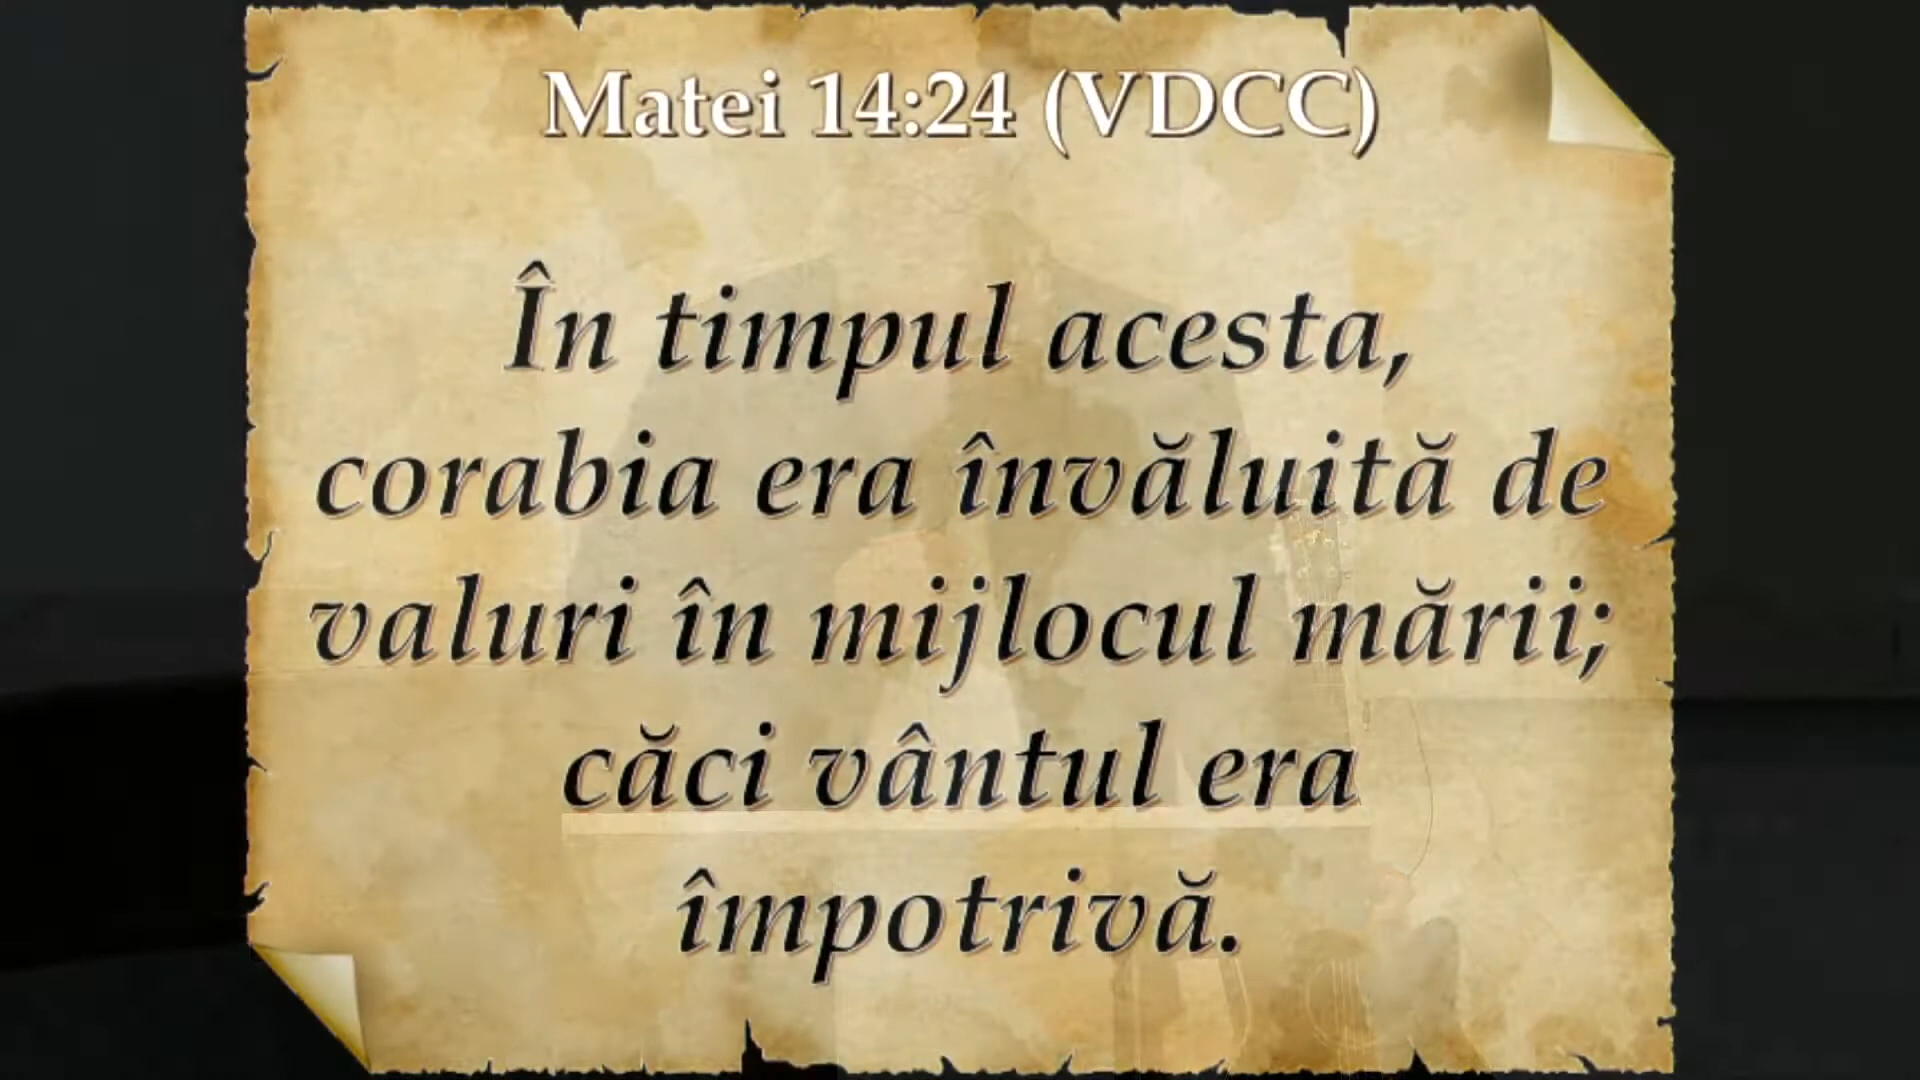 Matei 14:24 (VDCC)
În timpul acesta,
corabia era învăluită de
valuri în mijlocul mării;
căci vântul era
împotrivă.